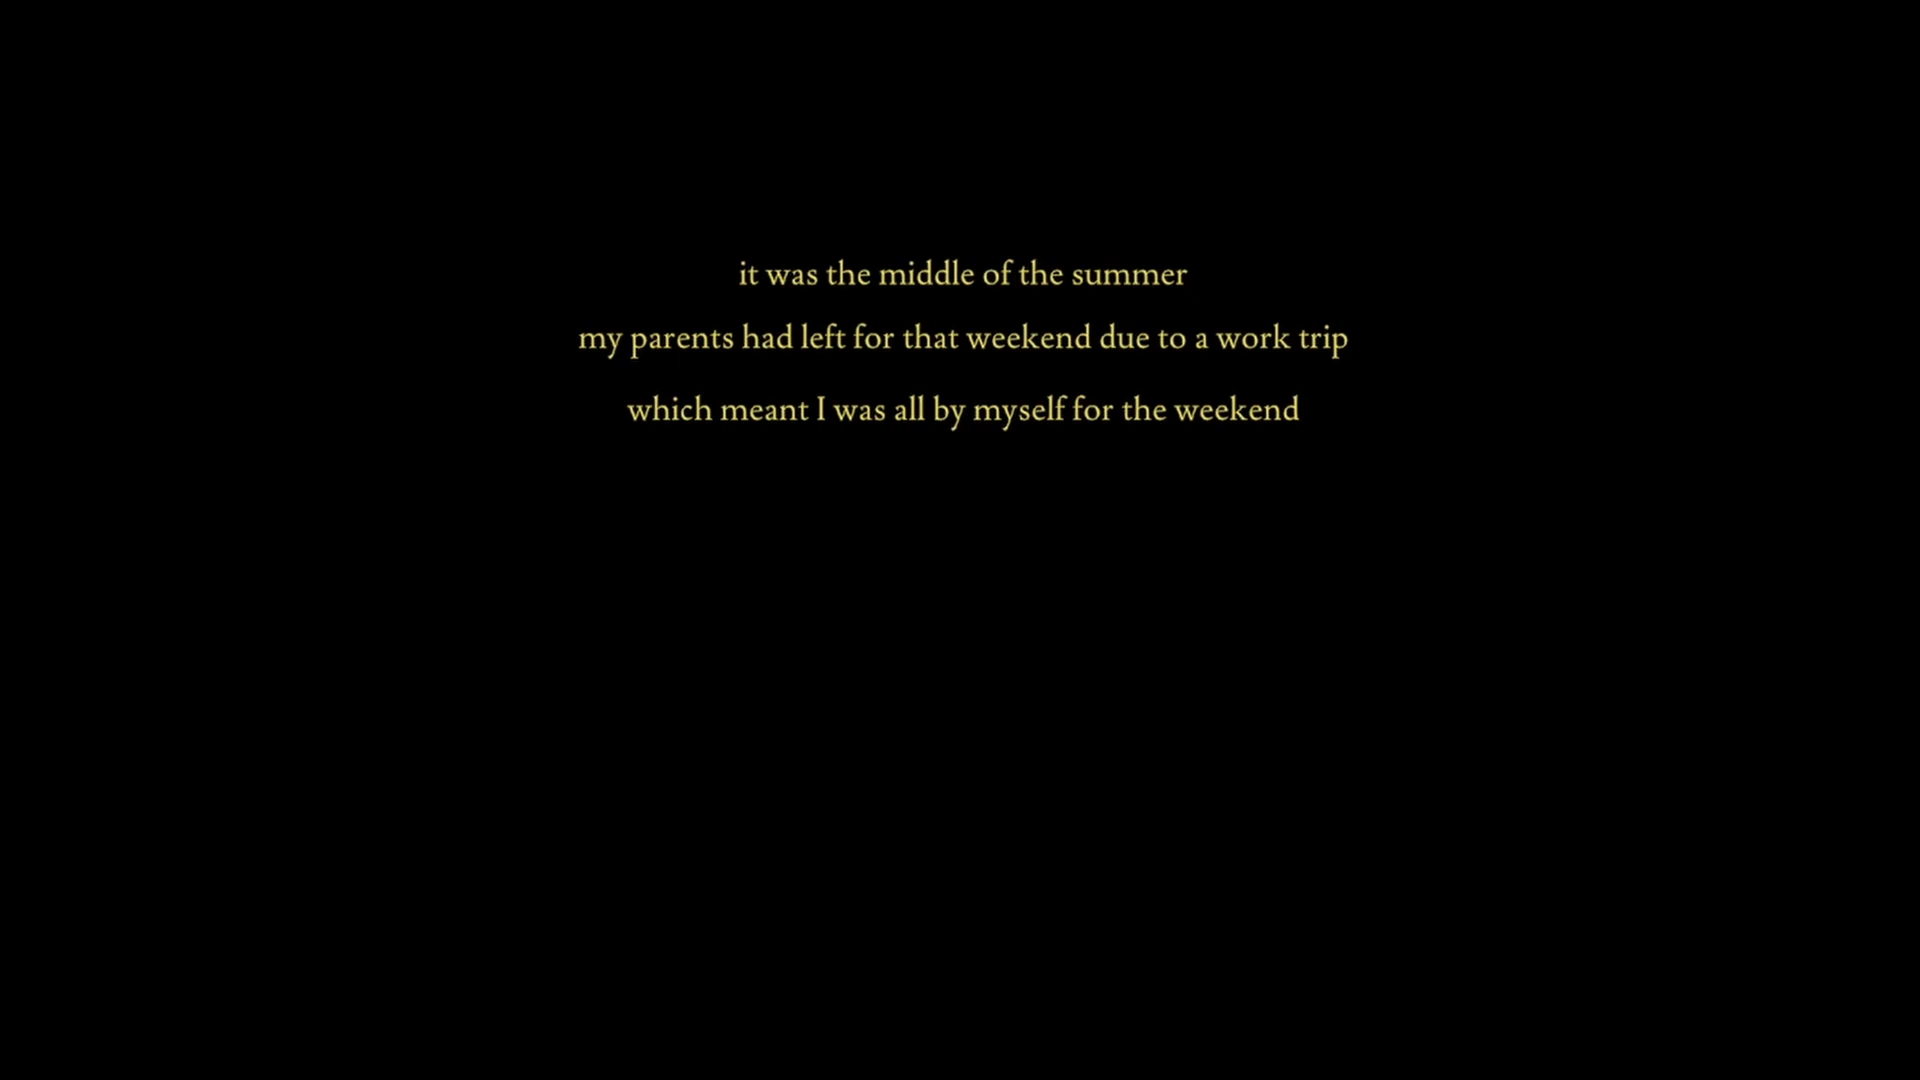 it was the middle of the summer
my parents had left for that weekend due to a work trip
which meant I was all by myself for the weekend